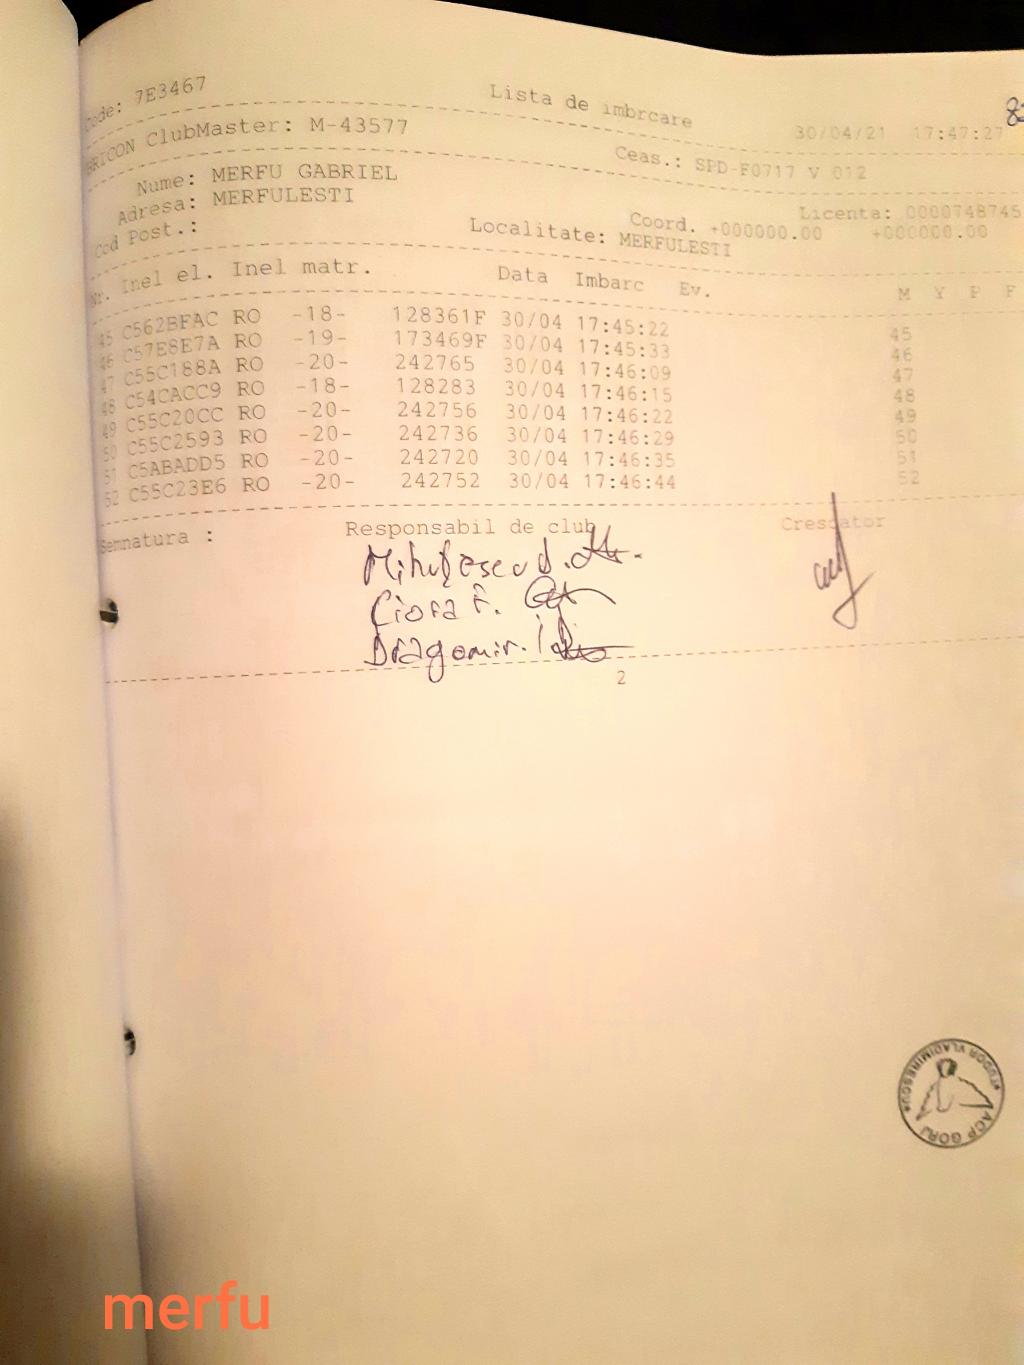 Code: 7E3467 Lista de imbrcare
BRICON ClubMaster: M-43577 30/04/21 17:47:27
Ceas.: SPD-F0717 V 012
Nume: MERFU GABRIEL
Adresa: MERFULESTI Licenta: 0000748745
Cod Post.: Coord. +000000.00 +000000.00
Localitate: MERFULESTI
Nr. Inel el. Inel matr. Data Imbarc Ev. M Y P F
45 C562BFAC RO -18- 128361F 30/04 17:45:22 45
46 C57E8E7A RO -19- 173469F 30/04 17:45:33 46
47 C55C188A RO -20- 242765 30/04 17:46:09 47
48 C54CACC9 RO -18- 128283 30/04 17:46:15 48
49 C55C20CC RO -20- 242756 30/04 17:46:22 49
50 C55C2593 RO -20- 242736 30/04 17:46:29 50
51 C5ABADD5 RO -20- 242720 30/04 17:46:35 51
52 C55C23E6 RO -20- 242752 30/04 17:46:44 52
Semnatura : Responsabil de club Crescator
Ciora F.
Dragomir. I
2
*TUDOR VLADIMIRESCU*
ACP GORJ
merfu